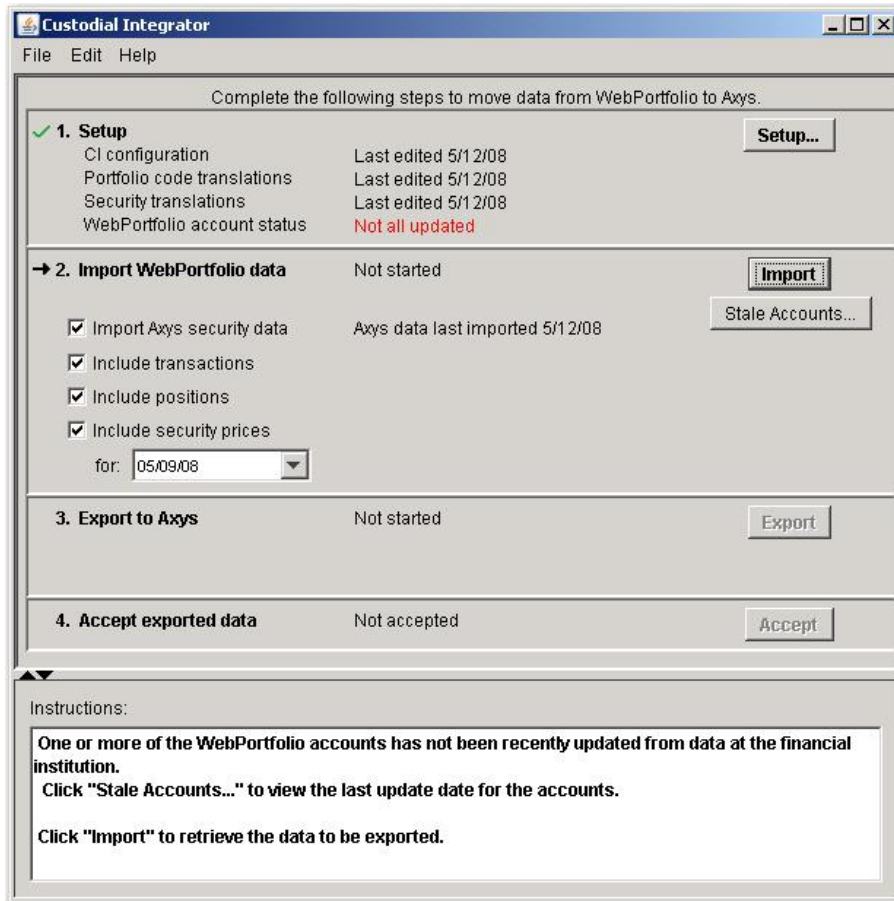 Custodial Integrator
File Edit Help
Complete the following steps to move data from WebPortfolio to Axys.
1. Setup Setup...
CI configuration Last edited 5/12/08
Portfolio code translations Last edited 5/12/08
Security translations Last edited 5/12/08
WebPortfolio account status Not all updated
2. Import WebPortfolio data Not started Import
Stale Accounts...
Import Axys security data Axys data last imported 5/12/08
Include transactions
Include positions
Include security prices
for: 05/09/08
3. Export to Axys Not started Export
4. Accept exported data Not accepted Accept
Instructions:
One or more of the WebPortfolio accounts has not been recently updated from data at the financial
institution.
Click "Stale Accounts..." to view the last update date for the accounts.
Click "Import" to retrieve the data to be exported.